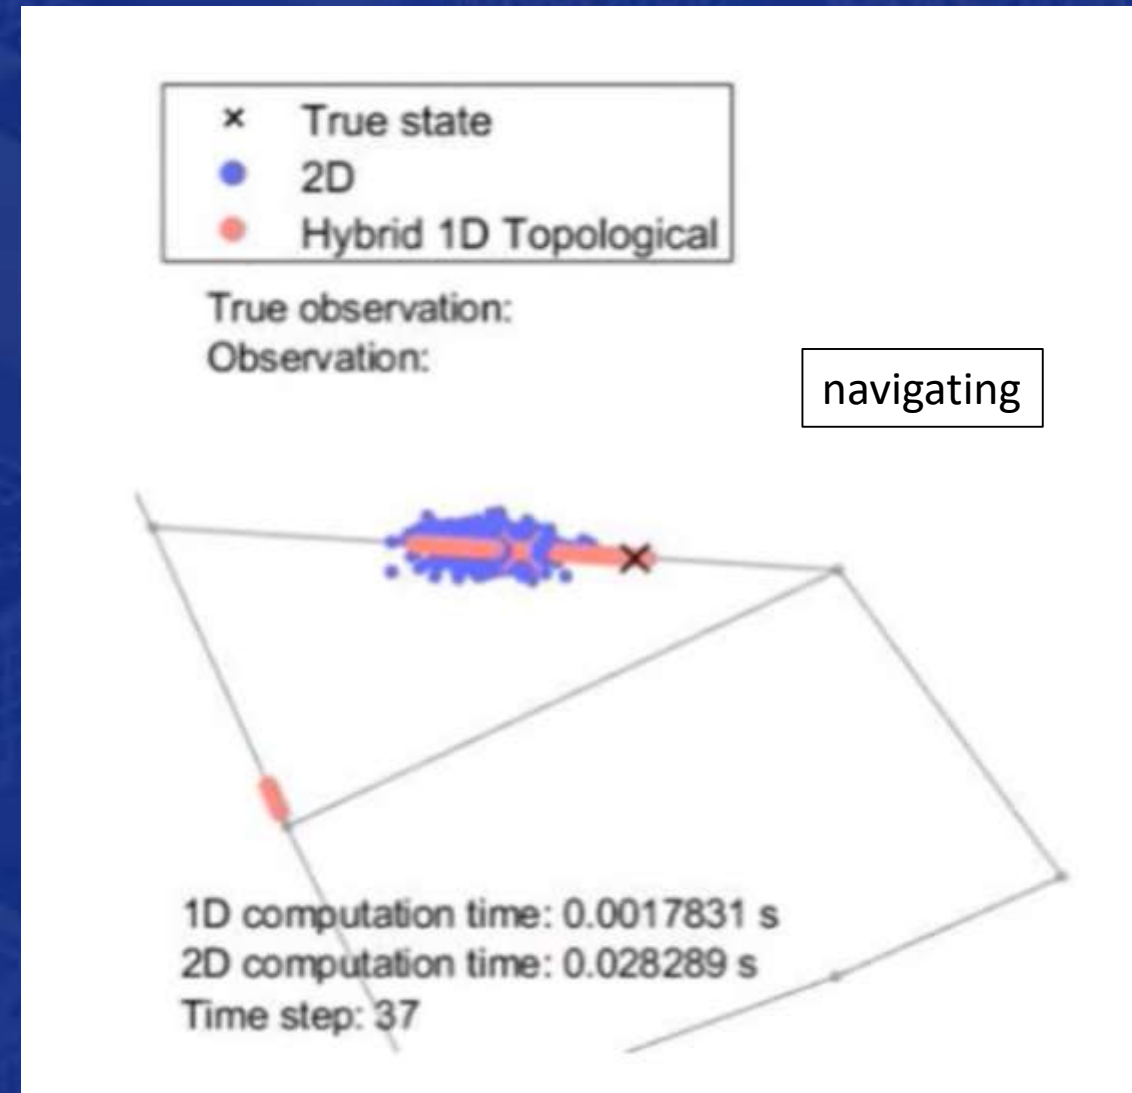 True state
2D
Hybrid 1D Topological
True observation:
Observation:
navigating
1D computation time: 0.0017831 s
2D computation time: 0.028289 s
Time step: 37